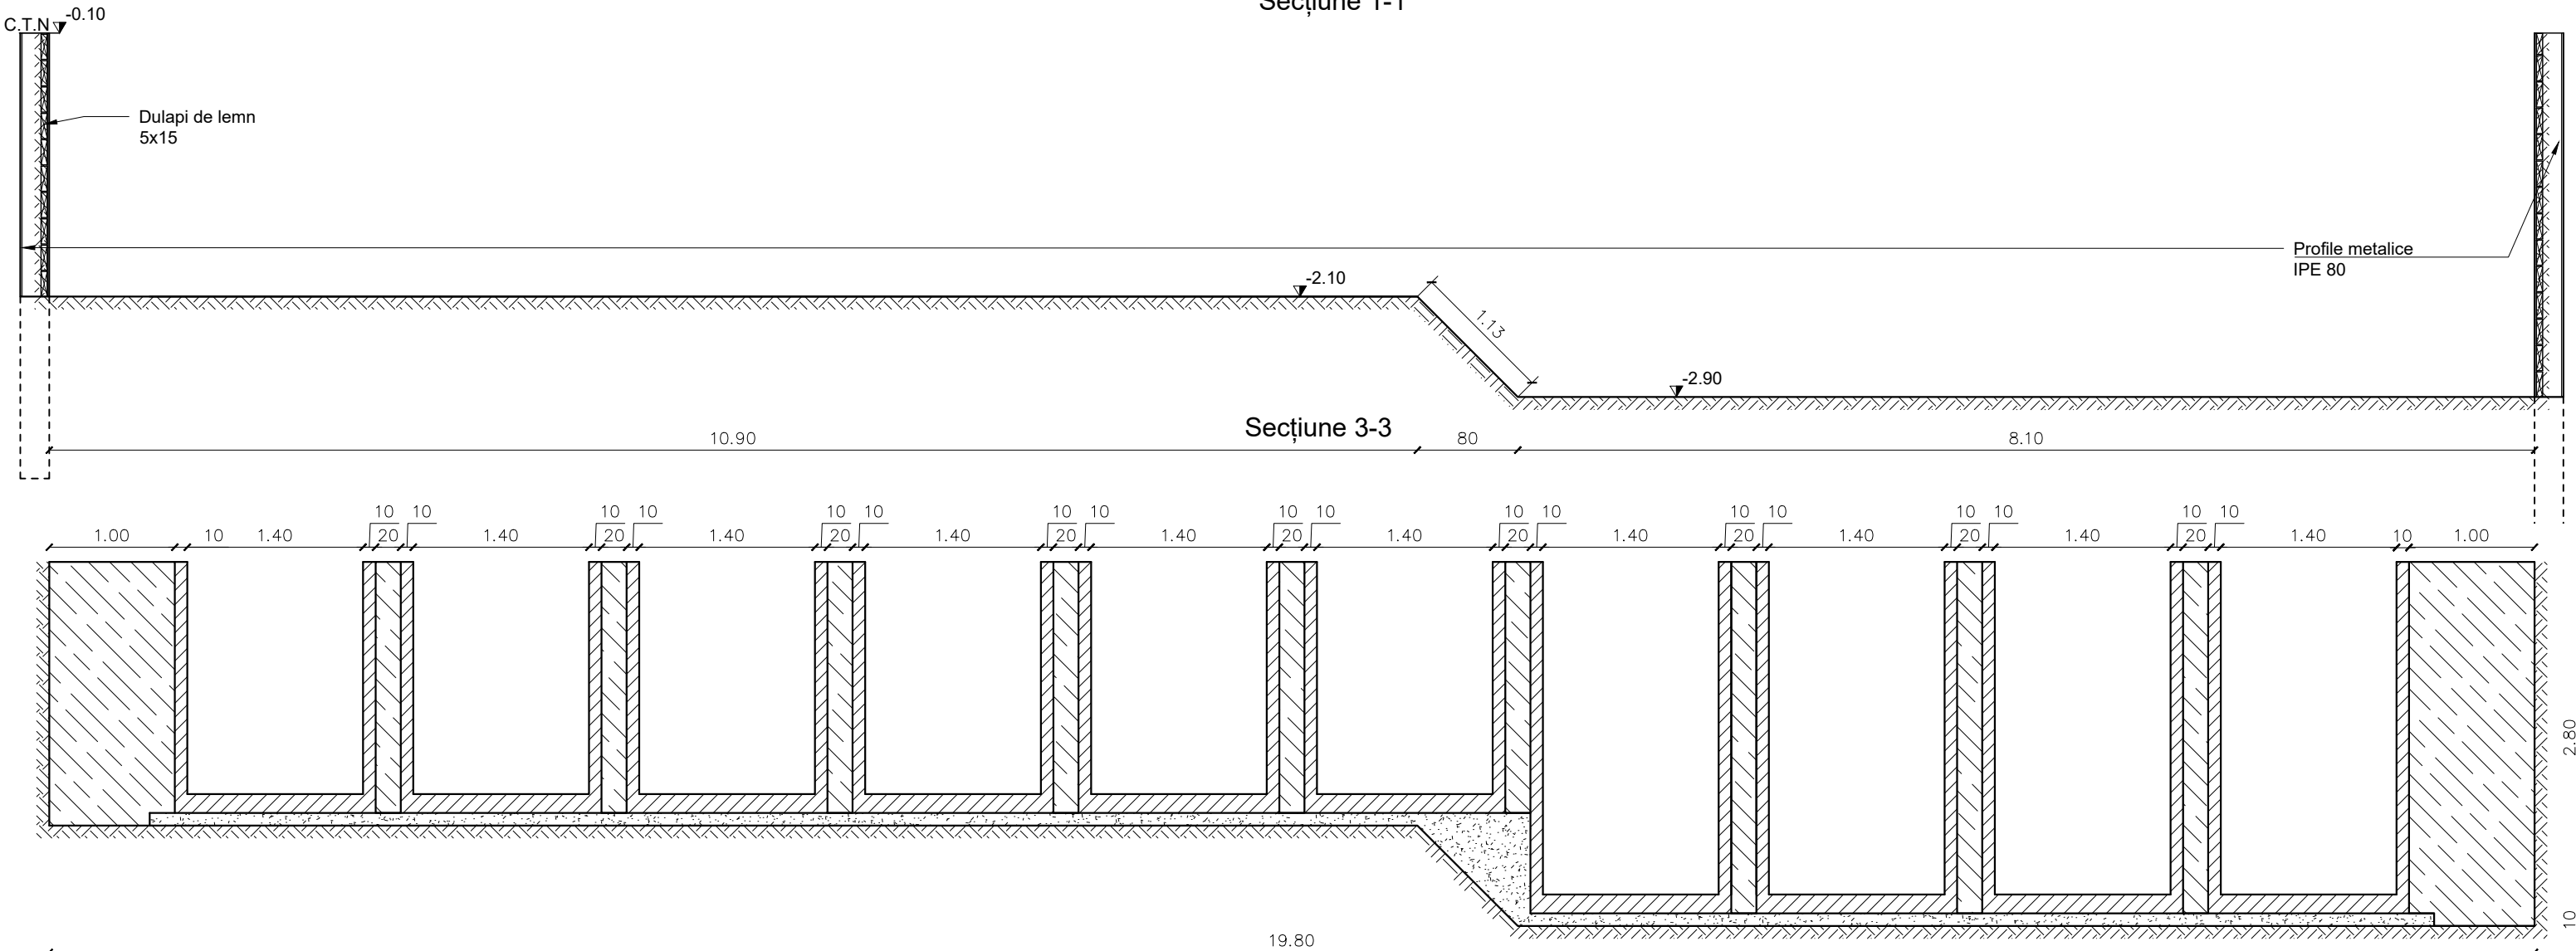 Secțiune 1-1
C.T.N -0.10
Dulapi de lemn
5x15
Profile metalice
IPE 80
-2.10
1.13
-2.90
Secțiune 3-3
10.90 80 8.10
10 10 10 10 10 10 10 10 10 10 10 10 10 10 10 10 10 10
1.00 10 1.40 20 1.40 20 1.40 20 1.40 20 1.40 20 1.40 20 1.40 20 1.40 20 1.40 20 1.40 10 1.00
2.80
10
19.80